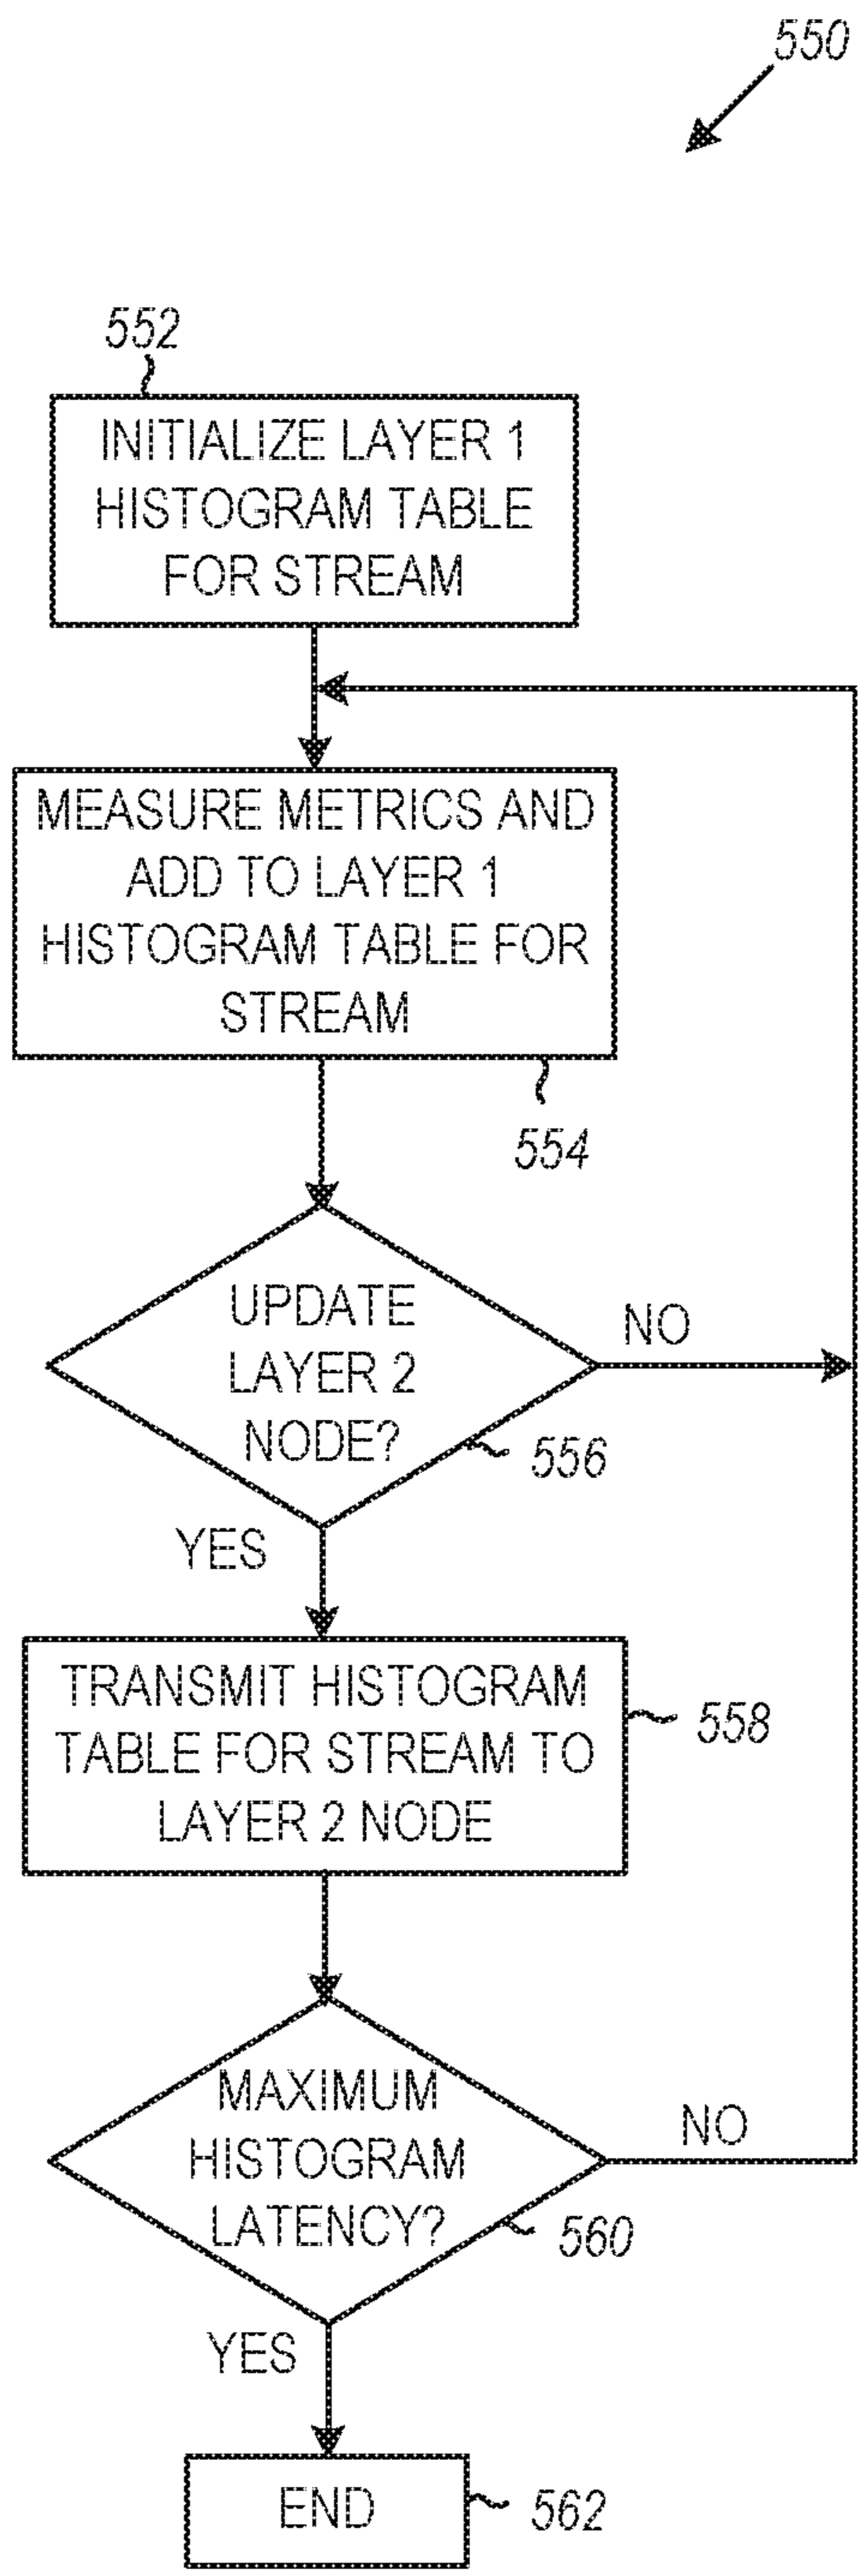 550
552
INITIALIZE LAYER 1
HISTOGRAM TABLE
FOR STREAM
MEASURE METRICS AND
ADD TO LAYER 1
HISTOGRAM TABLE FOR
STREAM
554
UPDATE
LAYER 2
NODE?
NO
556
YES
TRANSMIT HISTOGRAM
TABLE FOR STREAM TO
LAYER 2 NODE
558
MAXIMUM
HISTOGRAM
LATENCY?
NO
560
YES
END
562